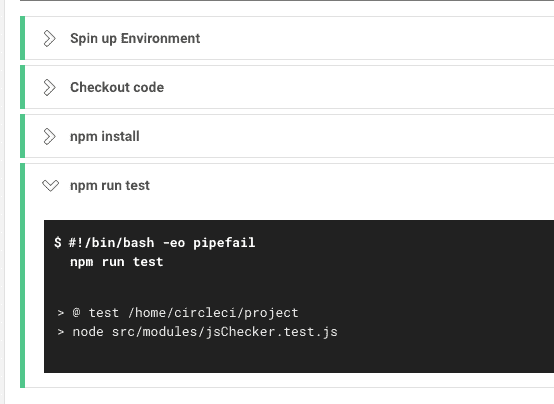 Spin up Environment
Checkout code
npm install
npm run test
$ #!/bin/bash -eo pipefail
npm run test
> @ test /home/circleci/project
> node src/modules/jsChecker.test.js